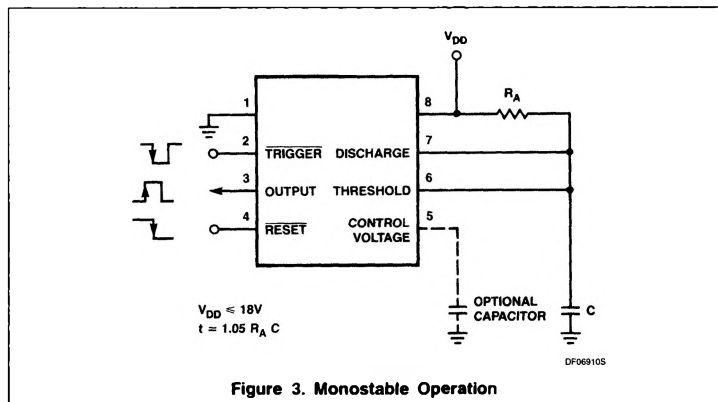 V_DD
R_A
1
8
2
TRIGGER
DISCHARGE
7
3
OUTPUT
THRESHOLD
6
4
RESET
CONTROL
VOLTAGE
5
V_DD ≤ 18V
t = 1.05 R_A C
OPTIONAL
CAPACITOR
C
DF06910S
Figure 3. Monostable Operation